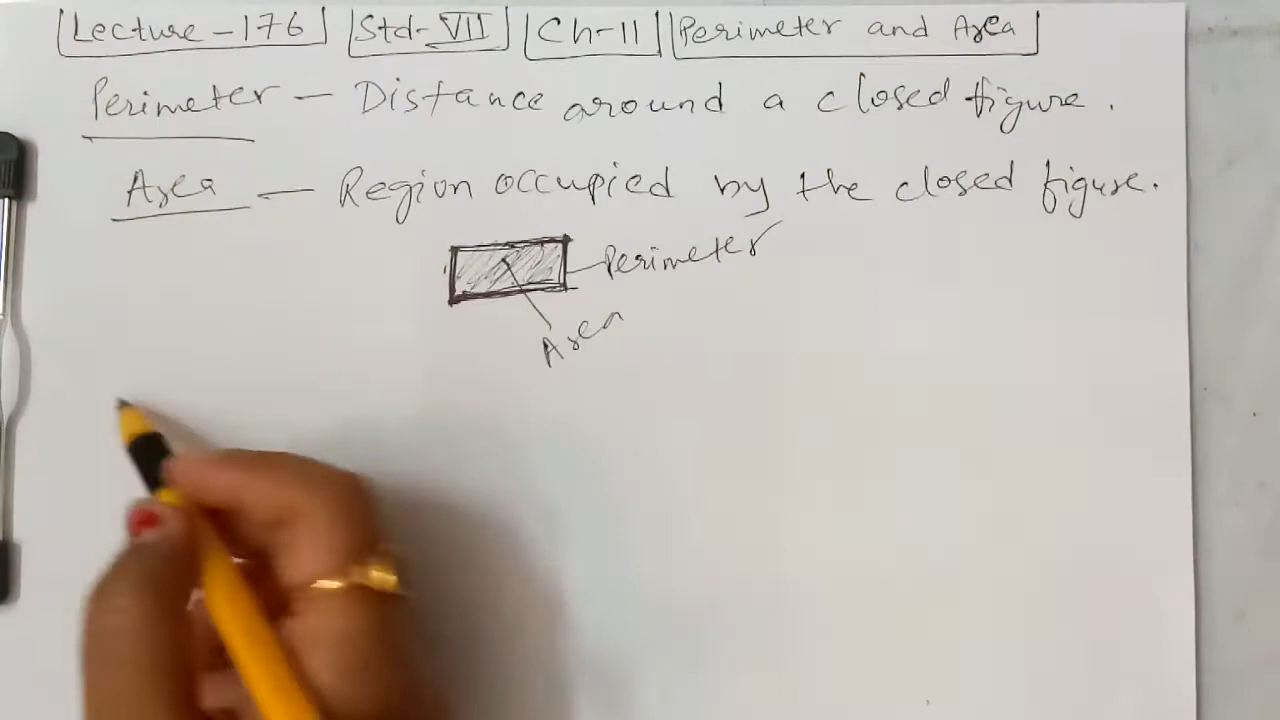 Lecture-176 Std-VII Ch-11 Perimeter and Area
Perimeter — Distance around a closed figure.
Area — Region occupied by the closed figure.
Perimeter
Area